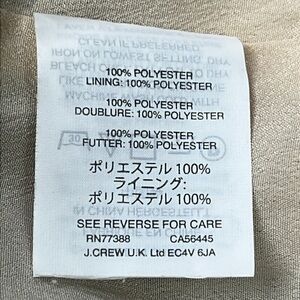 100% POLYESTER
LINING: 100% POLYESTER
100% POLYESTER
DOUBLURE: 100% POLYESTER
100% POLYESTER
FUTTER: 100% POLYESTER
ポリエステル 100%
ライニング:
ポリエステル 100%
SEE REVERSE FOR CARE
RN77388 CA56445
J.CREW U.K. Ltd EC4V 6JA